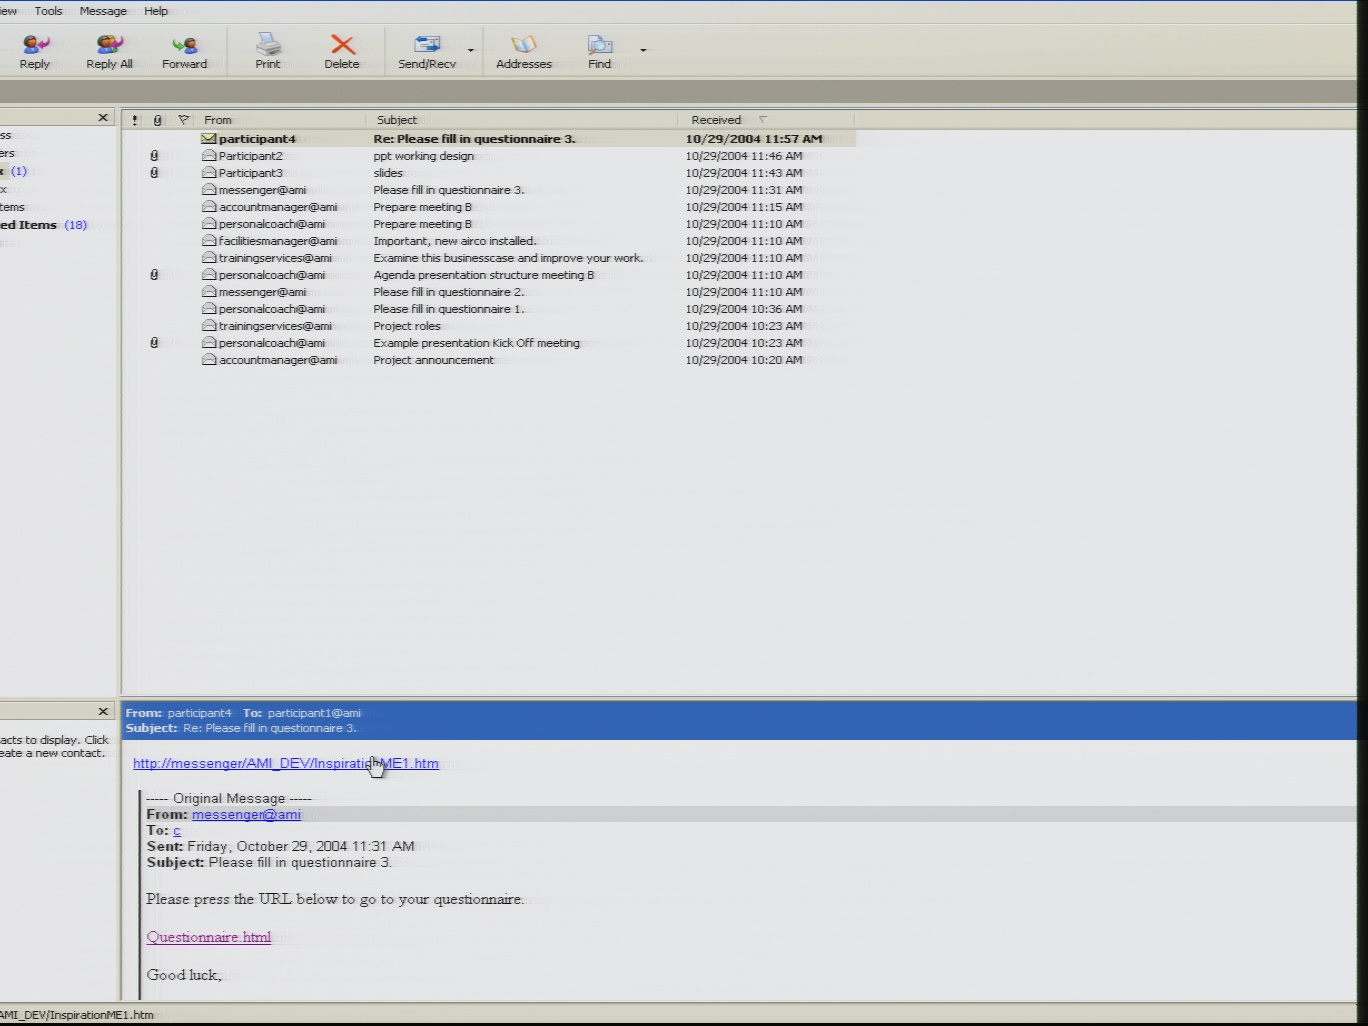 iew Tools Message Help
Reply Reply All Forward Print Delete Send/Recv Addresses Find
! From Subject Received
participant4 Re: Please fill in questionnaire 3. 10/29/2004 11:57 AM
Participant2 ppt working design 10/29/2004 11:46 AM
Participant3 slides 10/29/2004 11:43 AM
messenger@ami Please fill in questionnaire 3. 10/29/2004 11:31 AM
accountmanager@ami Prepare meeting B 10/29/2004 11:15 AM
personalcoach@ami Prepare meeting B 10/29/2004 11:10 AM
facilitiesmanager@ami Important, new airco installed. 10/29/2004 11:10 AM
trainingservices@ami Examine this businesscase and improve your work. 10/29/2004 11:10 AM
personalcoach@ami Agenda presentation structure meeting B 10/29/2004 11:10 AM
messenger@ami Please fill in questionnaire 2. 10/29/2004 11:10 AM
personalcoach@ami Please fill in questionnaire 1. 10/29/2004 10:36 AM
trainingservices@ami Project roles 10/29/2004 10:23 AM
personalcoach@ami Example presentation Kick Off meeting 10/29/2004 10:23 AM
accountmanager@ami Project announcement 10/29/2004 10:20 AM
ss
ers
x (1)
x
tems
ed Items (18)
acts to display. Click
eate a new contact.
From: participant4 To: participant1@ami
Subject: Re: Please fill in questionnaire 3.
http://messenger/AMI_DEV/InspirationME1.htm
----- Original Message -----
From: messenger@ami
To: c
Sent: Friday, October 29, 2004 11:31 AM
Subject: Please fill in questionnaire 3.
Please press the URL below to go to your questionnaire.
Questionnaire.html
Good luck,
AMI_DEV/InspirationME1.htm